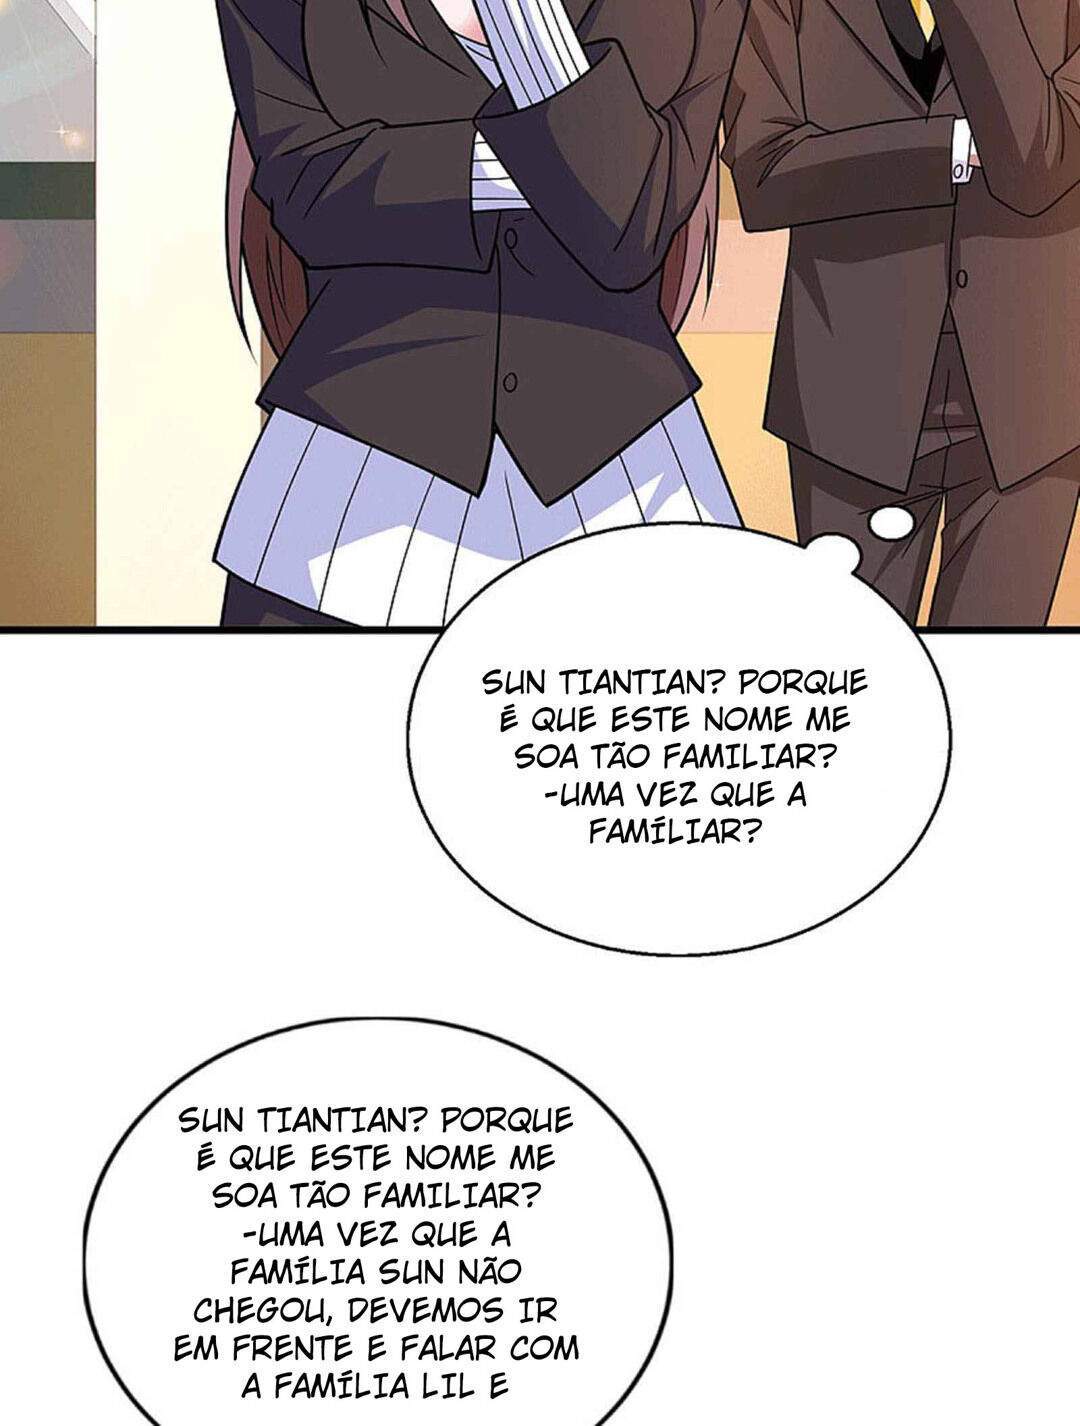 SUN TIANTIAN? PORQUE
É QUE ESTE NOME ME
SOA TÃO FAMILIAR?
-UMA VEZ QUE A
FAMÍLIAR?
SUN TIANTIAN? PORQUE
É QUE ESTE NOME ME
SOA TÃO FAMILIAR?
-UMA VEZ QUE A
FAMÍLIA SUN NÃO
CHEGOU, DEVEMOS IR
EM FRENTE E FALAR COM
A FAMÍLIA LIL E